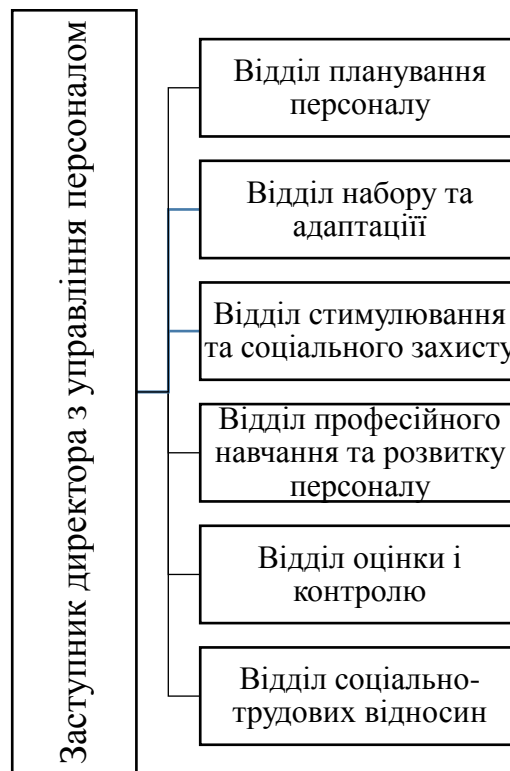 Заступник директора з управління персоналом
Відділ планування
персоналу
Відділ набору та
адаптаціїї
Відділ стимулювання
та соціального захисту
Відділ професійного
навчання та розвитку
персоналу
Відділ оцінки і
контролю
Відділ соціально-
трудових відносин